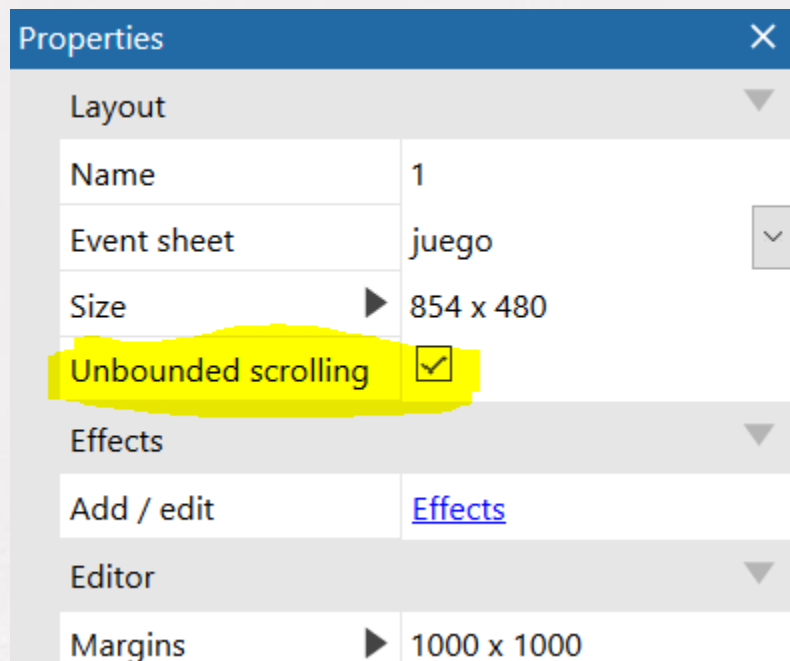 Properties
Layout
Name 1
Event sheet juego
Size 854 x 480
Unbounded scrolling
Effects
Add / edit Effects
Editor
Margins 1000 x 1000